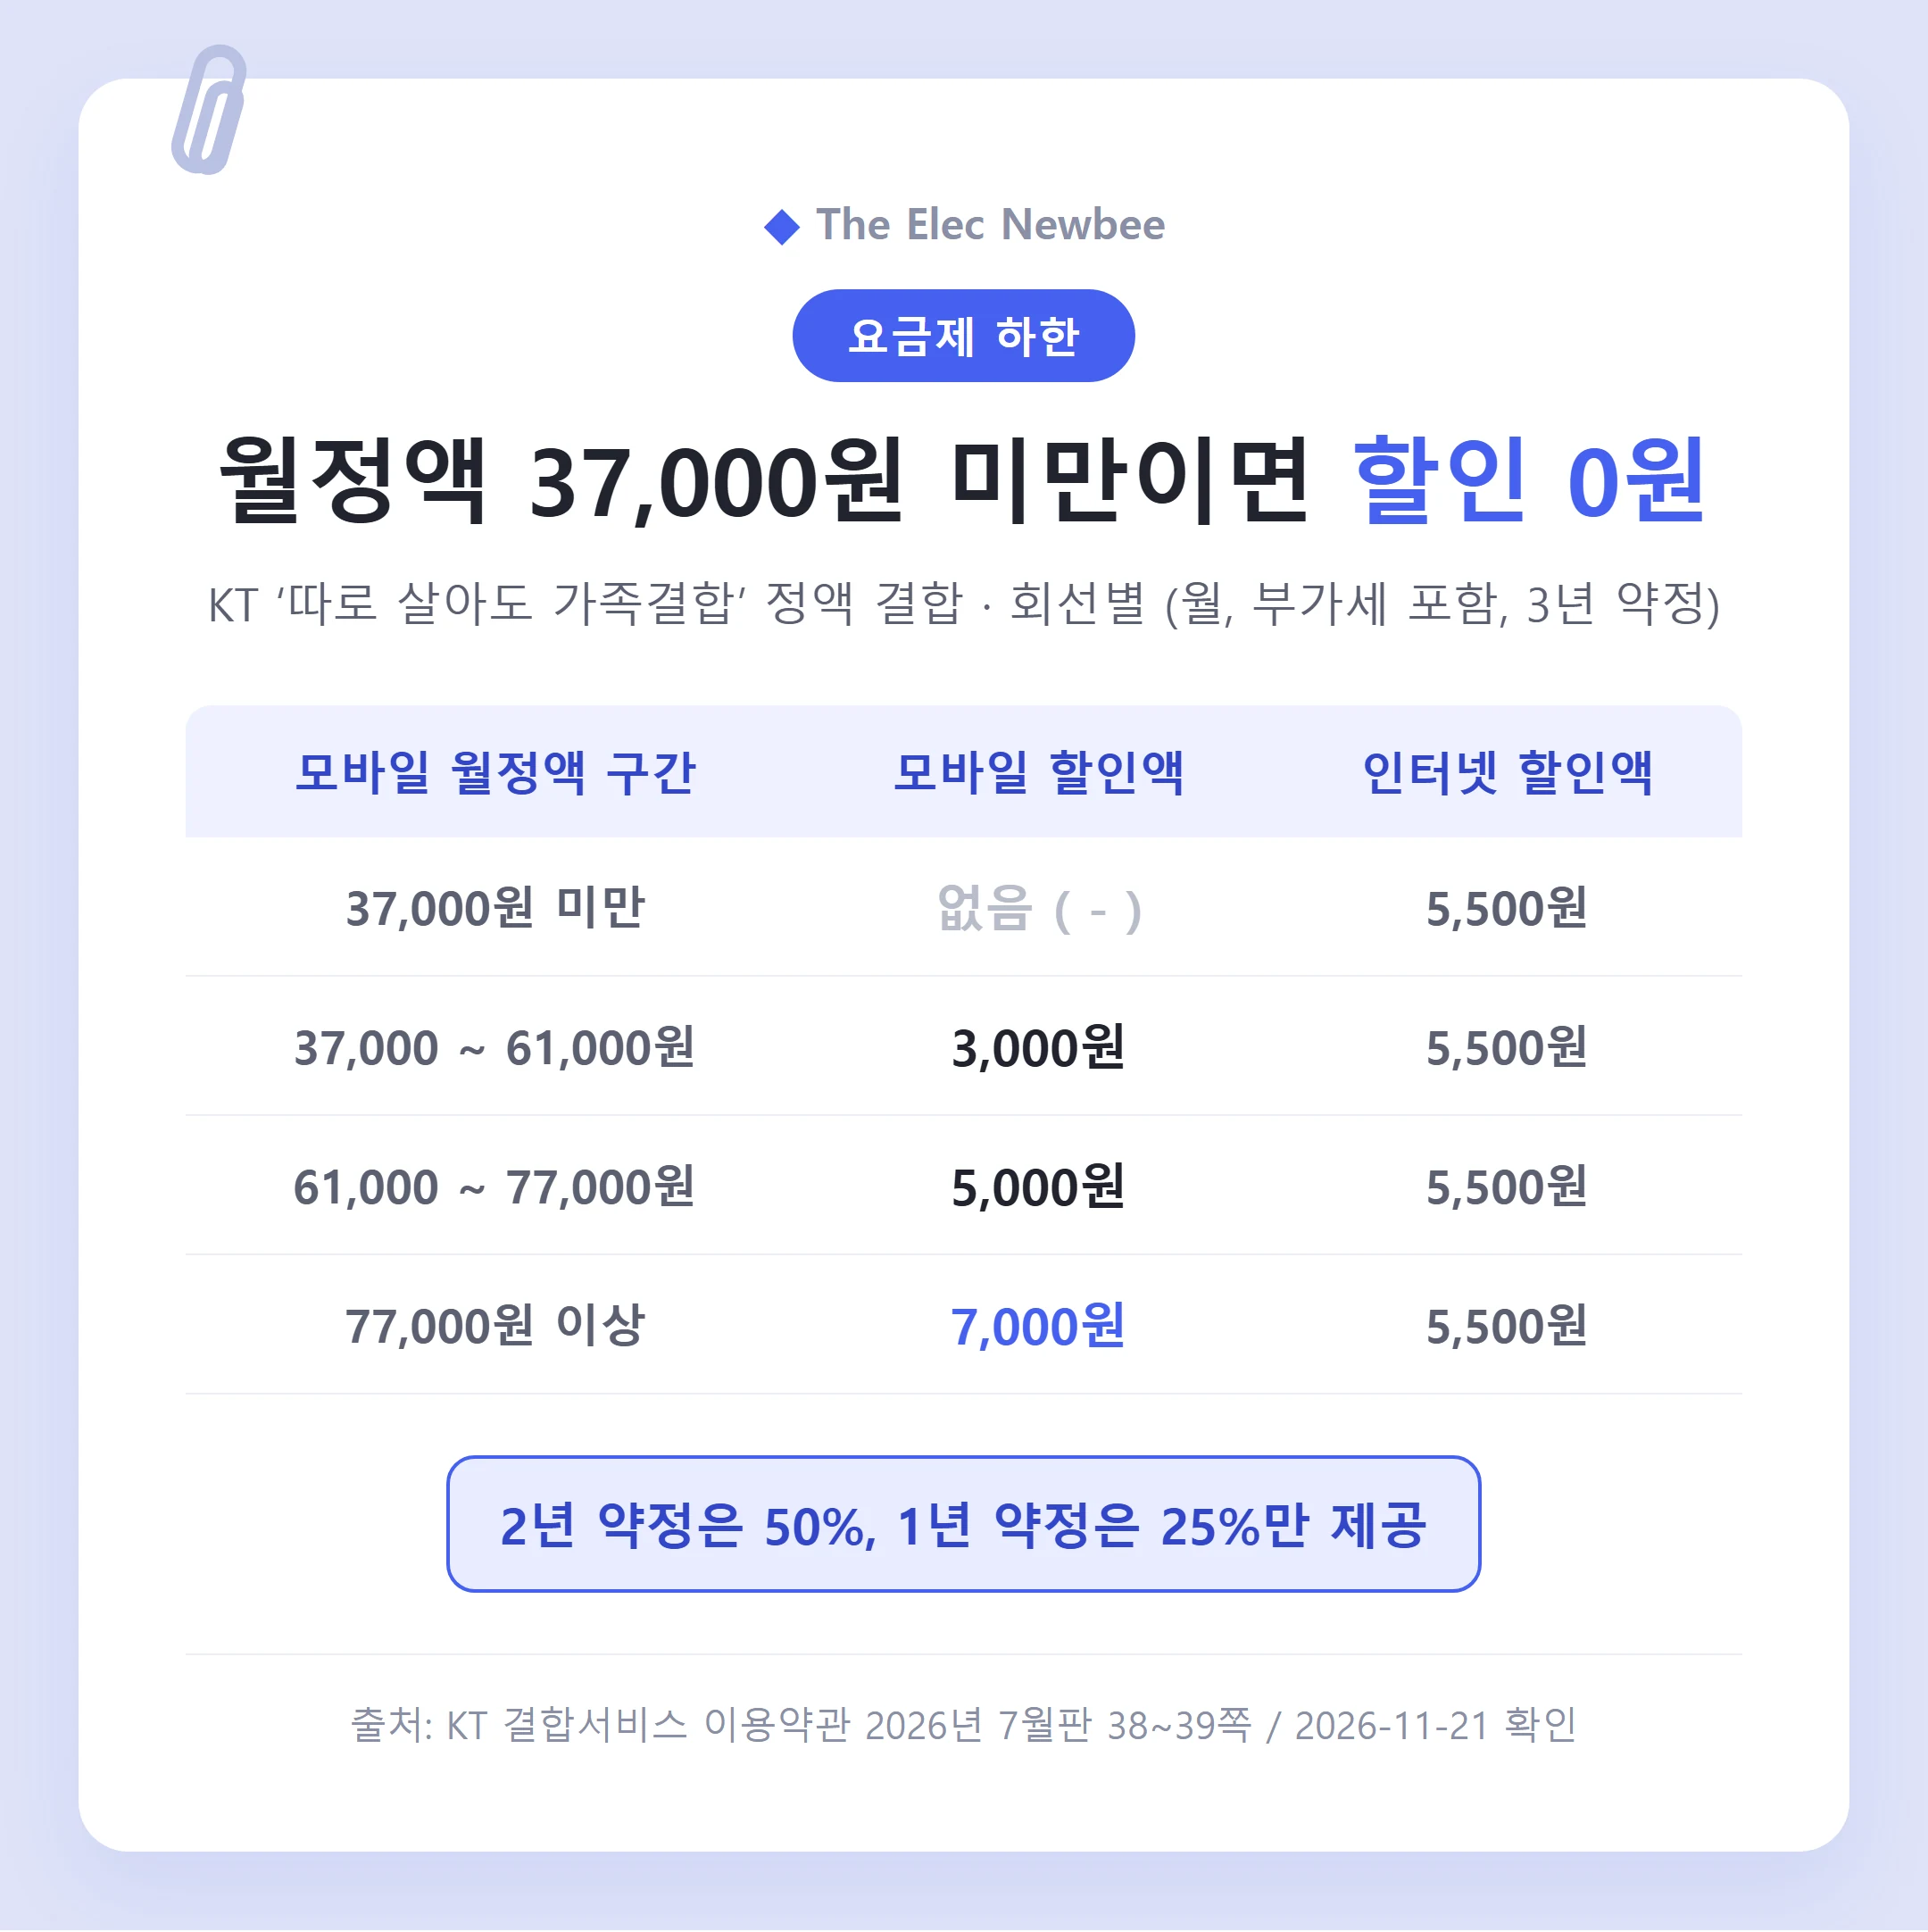 The Elec Newbee
요금제 하한
월정액 37,000원 미만이면 할인 0원
KT ‘따로 살아도 가족결합’ 정액 결합 · 회선별 (월, 부가세 포함, 3년 약정)
모바일 월정액 구간 모바일 할인액 인터넷 할인액
37,000원 미만 없음 ( - ) 5,500원
37,000 ~ 61,000원 3,000원 5,500원
61,000 ~ 77,000원 5,000원 5,500원
77,000원 이상 7,000원 5,500원
2년 약정은 50%, 1년 약정은 25%만 제공
출처: KT 결합서비스 이용약관 2026년 7월판 38~39쪽 / 2026-11-21 확인